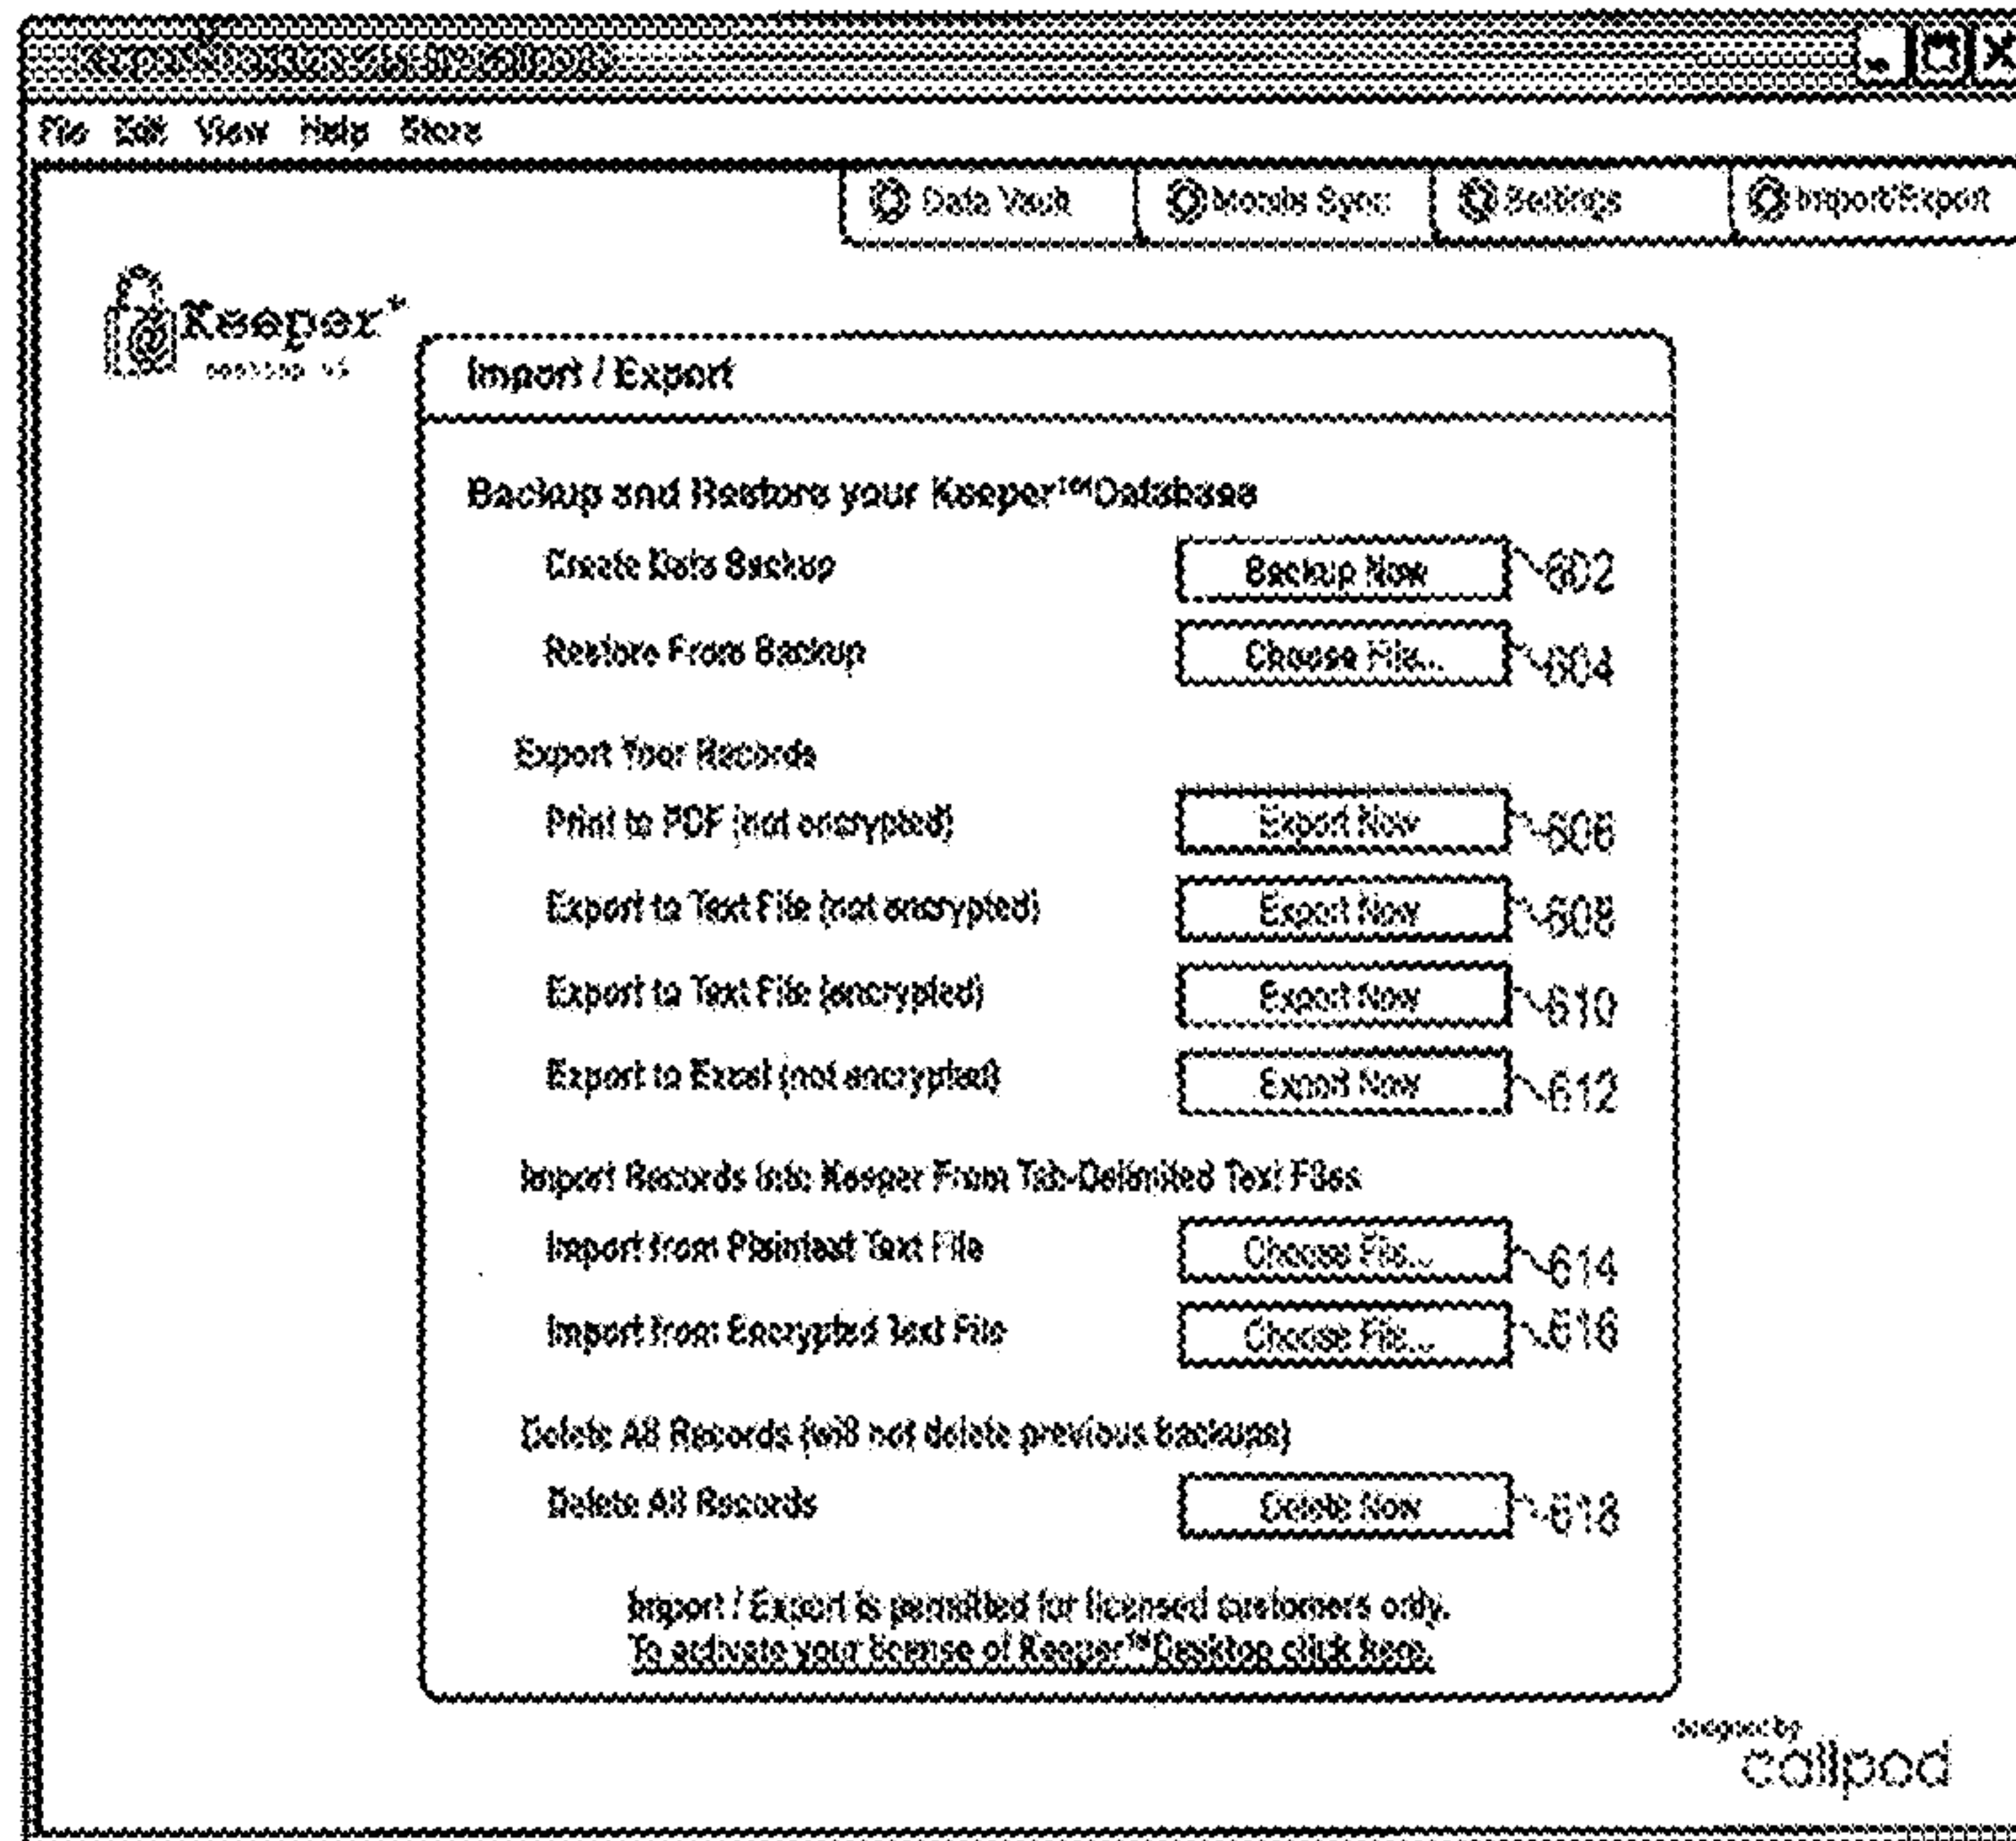 File Edit View Help Store
Data Vault
Mobile Sync
Settings
Import/Export
Keeper™
Desktop
Import / Export
Backup and Restore your Keeper™ Database
Create Data Backup
Backup Now
602
Restore From Backup
Choose File...
604
Export Your Records
Print to PDF (not encrypted)
Export Now
606
Export to Text File (not encrypted)
Export Now
608
Export to Text File (encrypted)
Export Now
610
Export to Excel (not encrypted)
Export Now
612
Import Records into Keeper From Tab-Delimited Text Files
Import from Plaintext Text File
Choose File...
614
Import from Encrypted Text File
Choose File...
616
Delete All Records (will not delete previous backups)
Delete All Records
Delete Now
618
Import / Export is permitted for licensed customers only.
To activate your license of Keeper™ Desktop click here.
designed by
callpod